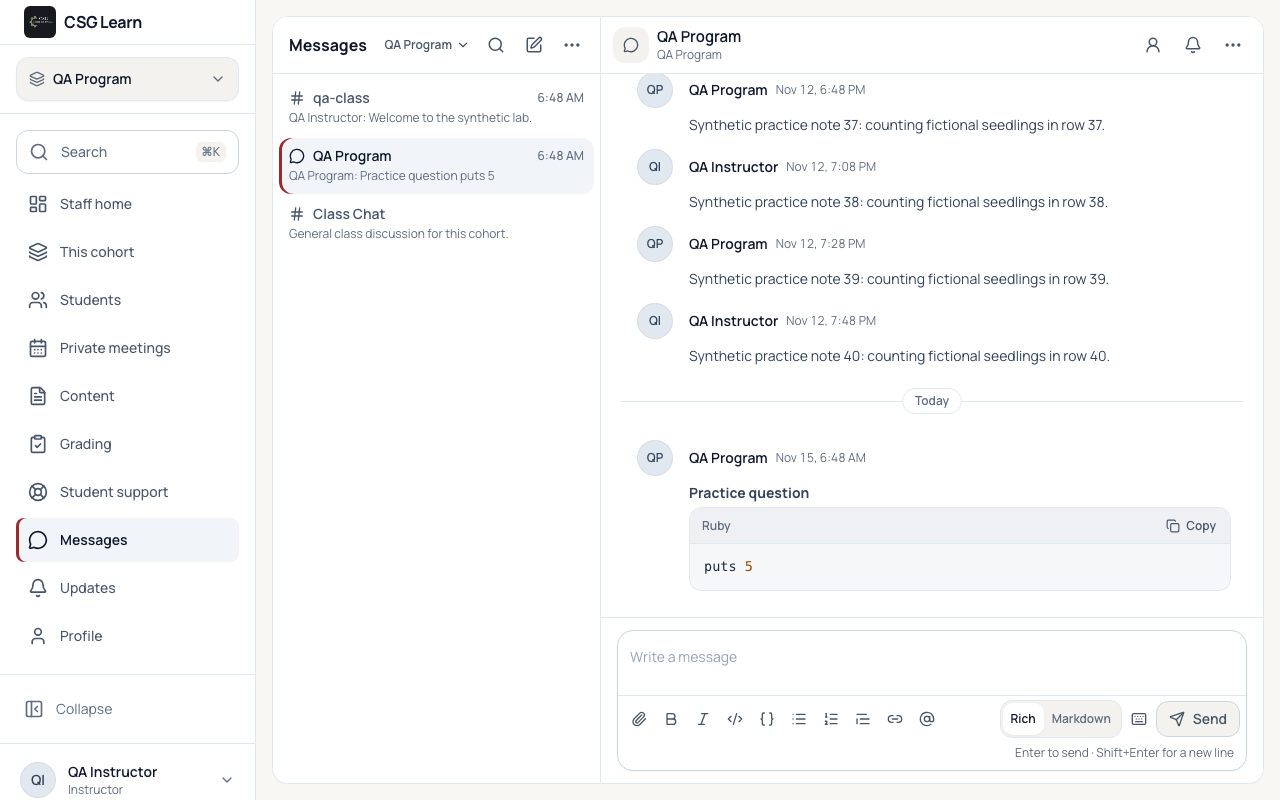 CSG Learn
QA Program
Search
⌘K
Staff home
This cohort
Students
Private meetings
Content
Grading
Student support
Messages
Updates
Profile
Collapse
QI
QA Instructor
Instructor
Messages
QA Program
qa-class
6:48 AM
QA Instructor: Welcome to the synthetic lab.
QA Program
6:48 AM
QA Program: Practice question puts 5
Class Chat
General class discussion for this cohort.
QA Program
QA Program
QP
QA Program Nov 12, 6:48 PM
Synthetic practice note 37: counting fictional seedlings in row 37.
QI
QA Instructor Nov 12, 7:08 PM
Synthetic practice note 38: counting fictional seedlings in row 38.
QP
QA Program Nov 12, 7:28 PM
Synthetic practice note 39: counting fictional seedlings in row 39.
QI
QA Instructor Nov 12, 7:48 PM
Synthetic practice note 40: counting fictional seedlings in row 40.
Today
QP
QA Program Nov 15, 6:48 AM
Practice question
Ruby
Copy
puts 5
Write a message
Rich
Markdown
Send
Enter to send · Shift+Enter for a new line